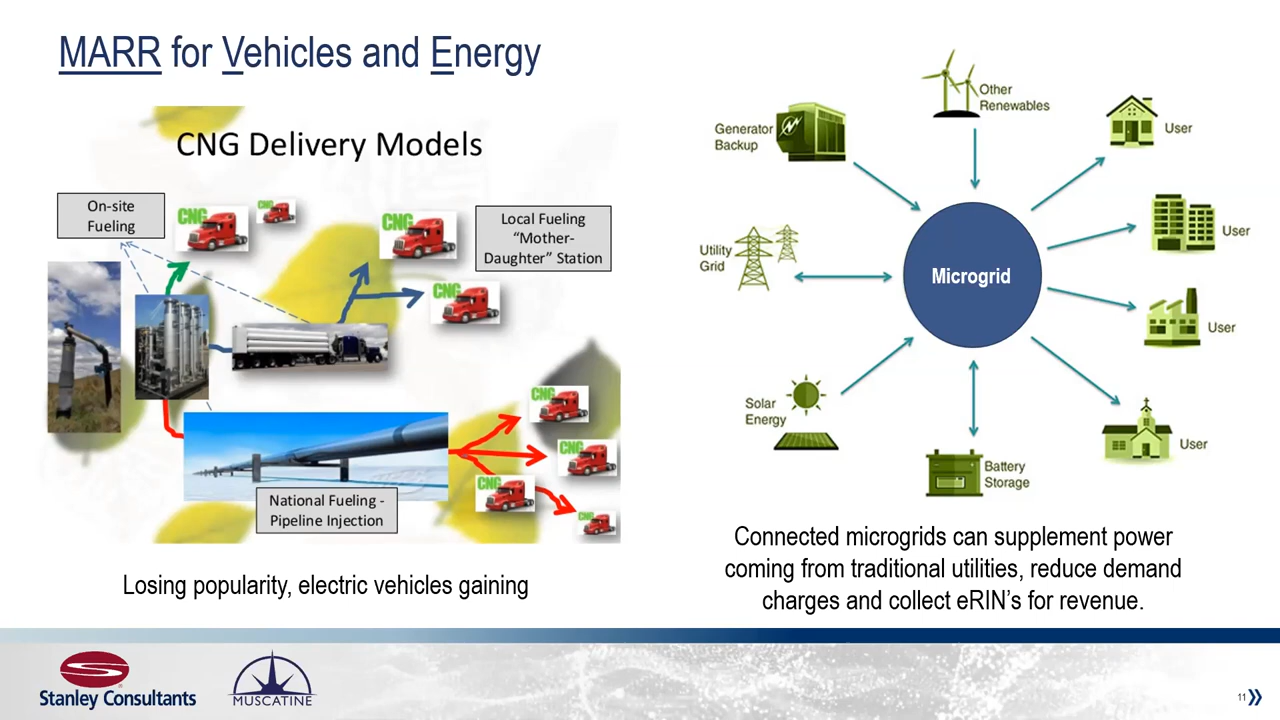 MARR for Vehicles and Energy
CNG Delivery Models
On-site
Fueling
CNG
CNG
CNG
Local Fueling
“Mother-
Daughter” Station
CNG
CNG
CNG
CNG
CNG
National Fueling -
Pipeline Injection
Losing popularity, electric vehicles gaining
Other
Renewables
Generator
Backup
User
Utility
Grid
Microgrid
User
User
Solar
Energy
User
Battery
Storage
Connected microgrids can supplement power
coming from traditional utilities, reduce demand
charges and collect eRIN’s for revenue.
Stanley Consultants
MUSCATINE
11